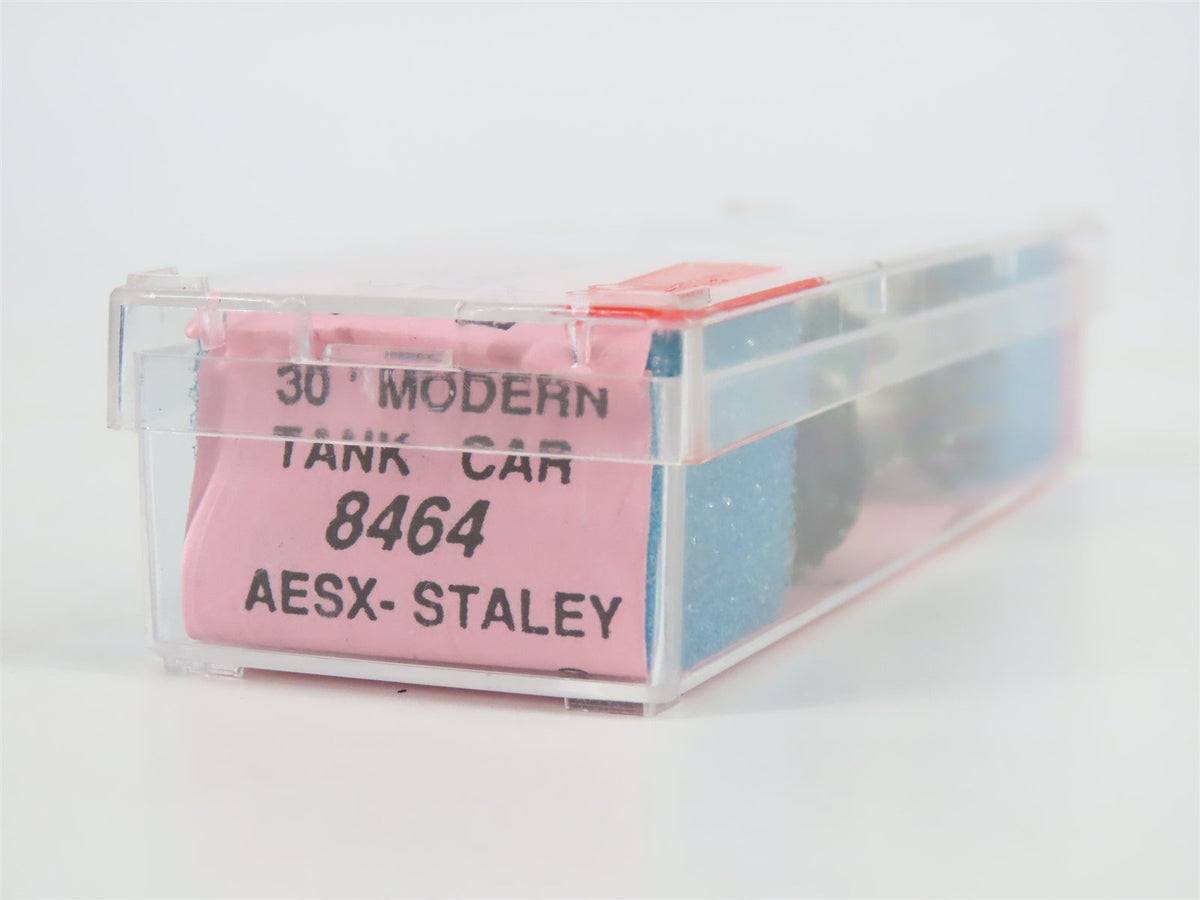 30' MODERN
TANK CAR
8464
AESX-STALEY